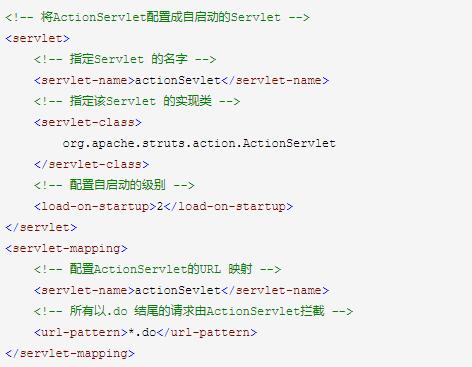 <!-- 将ActionServlet配置成自启动的Servlet -->
<servlet>
<!-- 指定Servlet 的名字 -->
<servlet-name>actionSevlet</servlet-name>
<!-- 指定该Servlet 的实现类 -->
<servlet-class>
org.apache.struts.action.ActionServlet
</servlet-class>
<!-- 配置自启动的级别 -->
<load-on-startup>2</load-on-startup>
</servlet>
<servlet-mapping>
<!-- 配置ActionServlet的URL 映射 -->
<servlet-name>actionSevlet</servlet-name>
<!-- 所有以.do 结尾的请求由ActionServlet拦截 -->
<url-pattern>*.do</url-pattern>
</servlet-mapping>